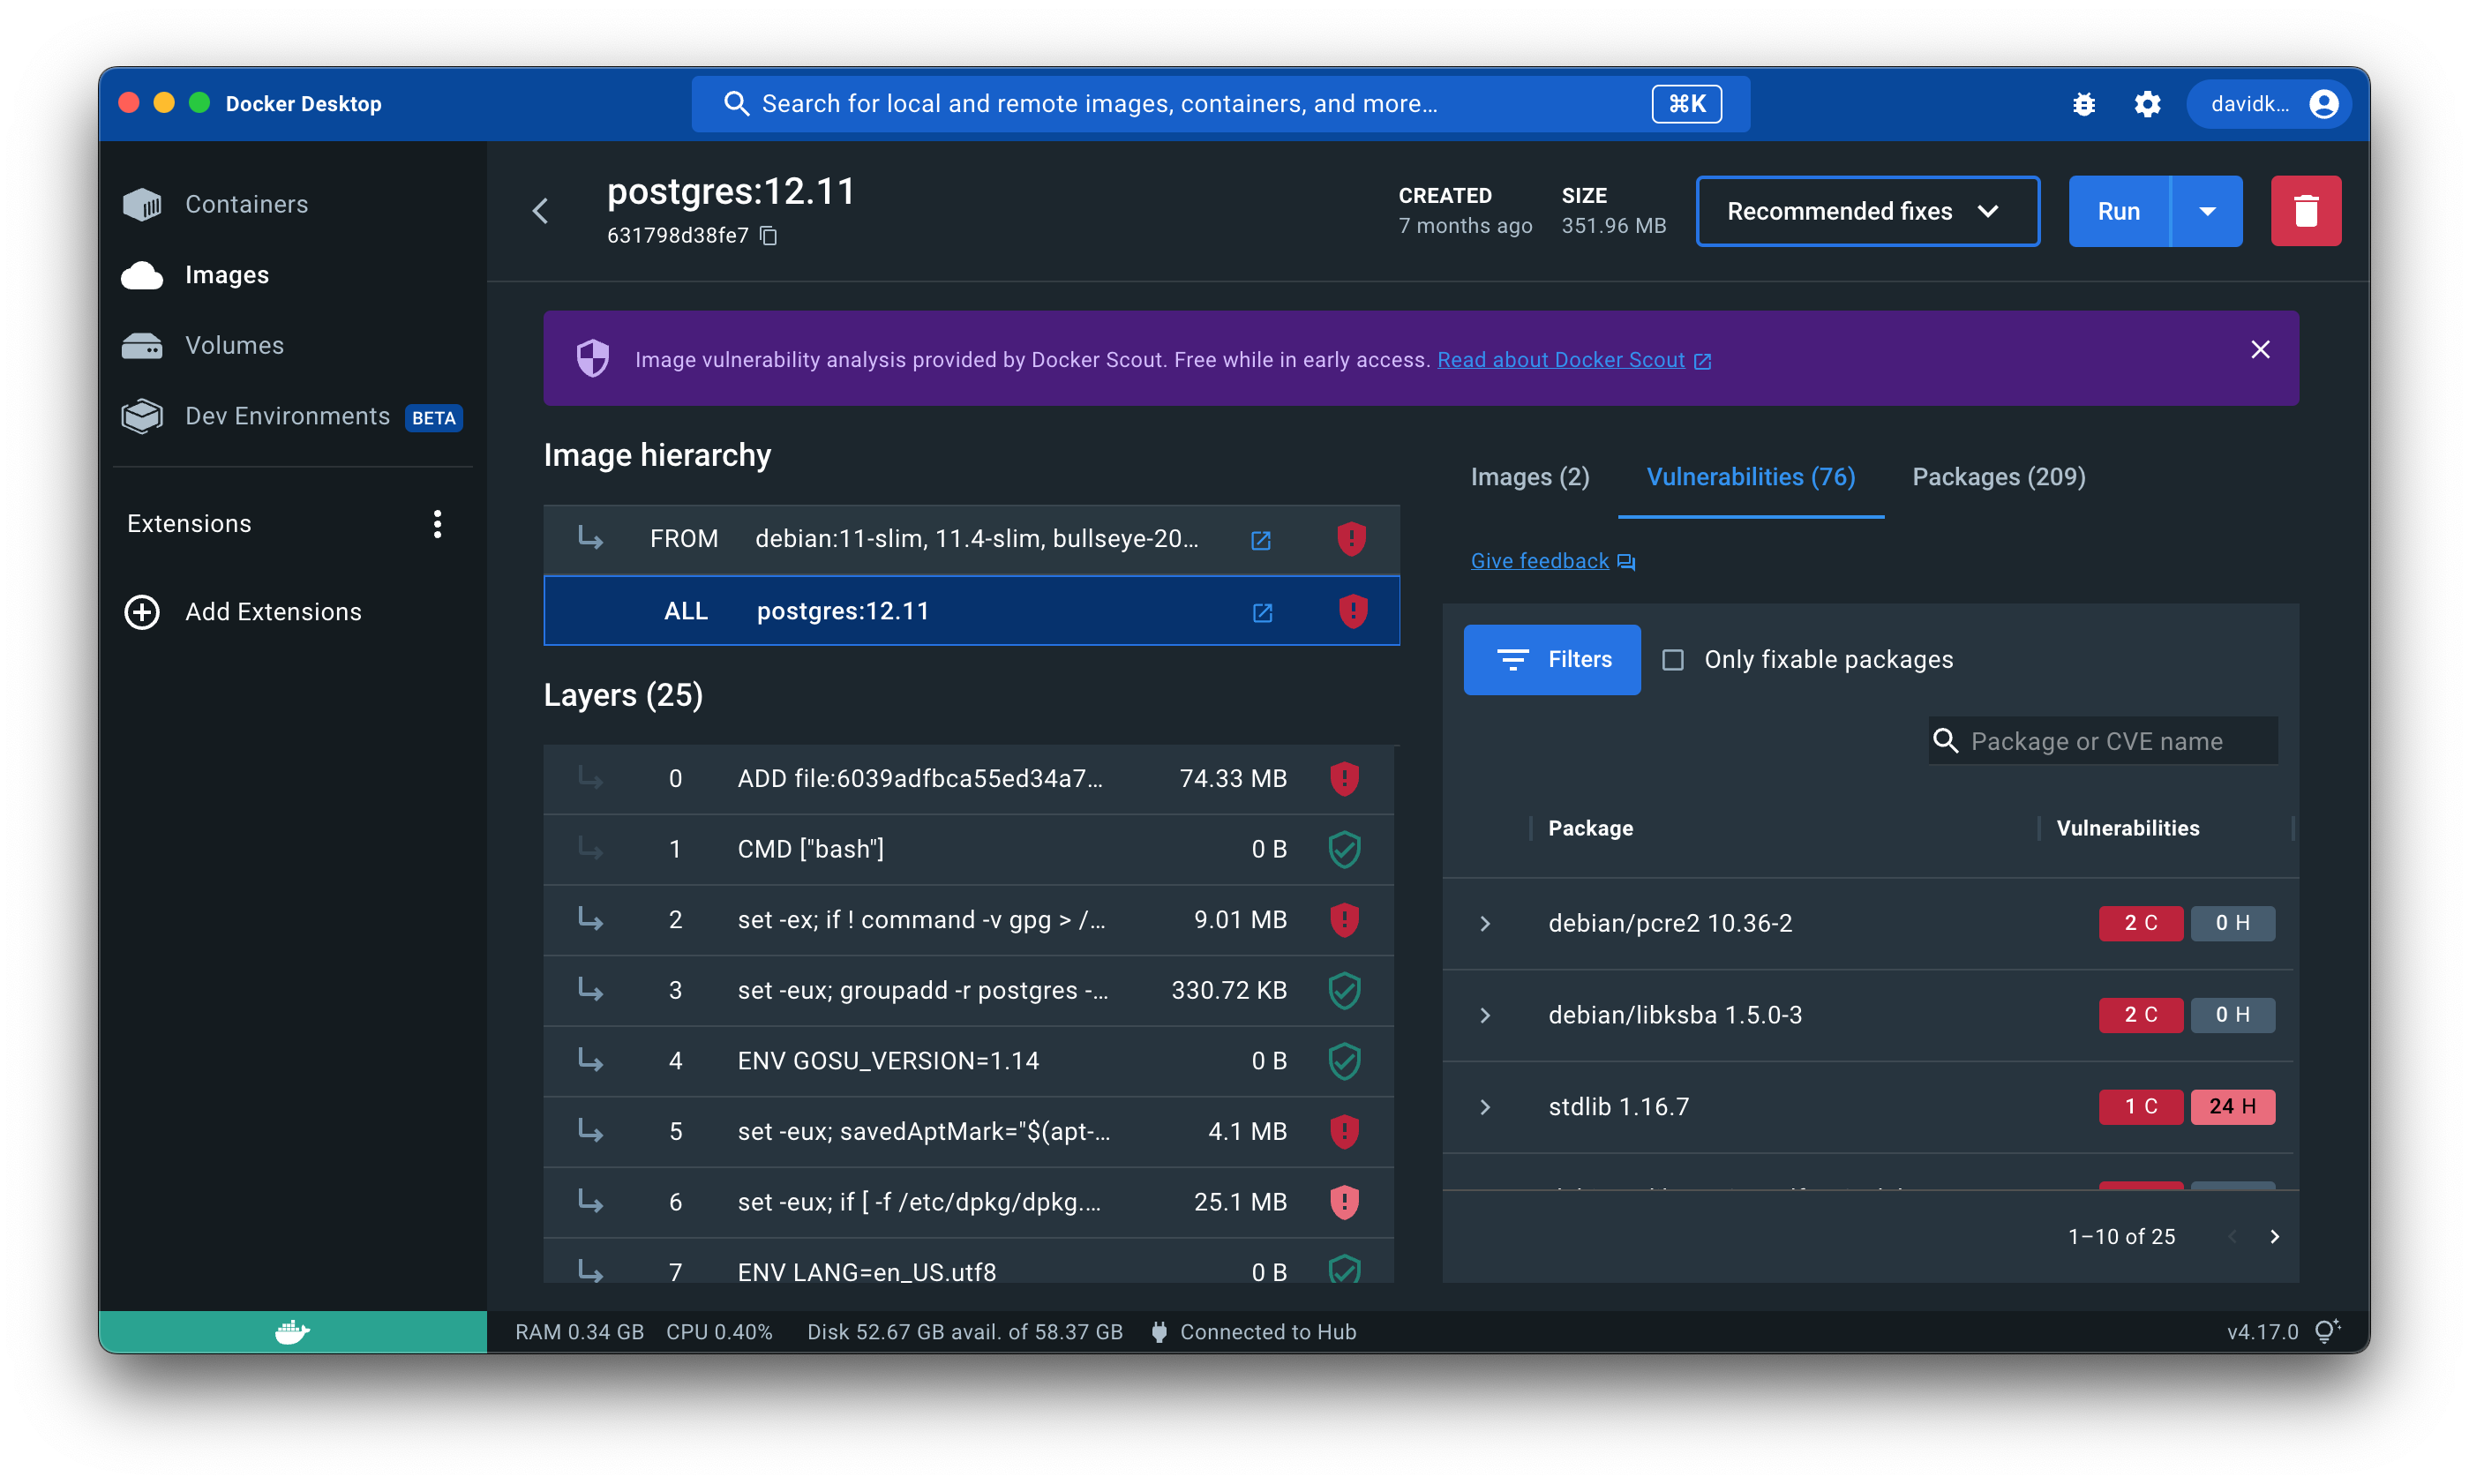 Docker Desktop
Search for local and remote images, containers, and more...
⌘K
davidk...
Containers
Images
Volumes
Dev Environments BETA
Extensions
Add Extensions
postgres:12.11
631798d38fe7
CREATED
7 months ago
SIZE
351.96 MB
Recommended fixes
Run
Image vulnerability analysis provided by Docker Scout. Free while in early access. Read about Docker Scout
Image hierarchy
FROM debian:11-slim, 11.4-slim, bullseye-20...
ALL postgres:12.11
Layers (25)
0 ADD file:6039adfbca55ed34a7... 74.33 MB
1 CMD ["bash"] 0 B
2 set -ex; if ! command -v gpg > /... 9.01 MB
3 set -eux; groupadd -r postgres -... 330.72 KB
4 ENV GOSU_VERSION=1.14 0 B
5 set -eux; savedAptMark="$(apt-... 4.1 MB
6 set -eux; if [ -f /etc/dpkg/dpkg.... 25.1 MB
7 ENV LANG=en_US.utf8 0 B
Images (2)
Vulnerabilities (76)
Packages (209)
Give feedback
Filters
Only fixable packages
Package or CVE name
Package Vulnerabilities
debian/pcre2 10.36-2 2 C 0 H
debian/libksba 1.5.0-3 2 C 0 H
stdlib 1.16.7 1 C 24 H
1–10 of 25
RAM 0.34 GB CPU 0.40% Disk 52.67 GB avail. of 58.37 GB Connected to Hub
v4.17.0